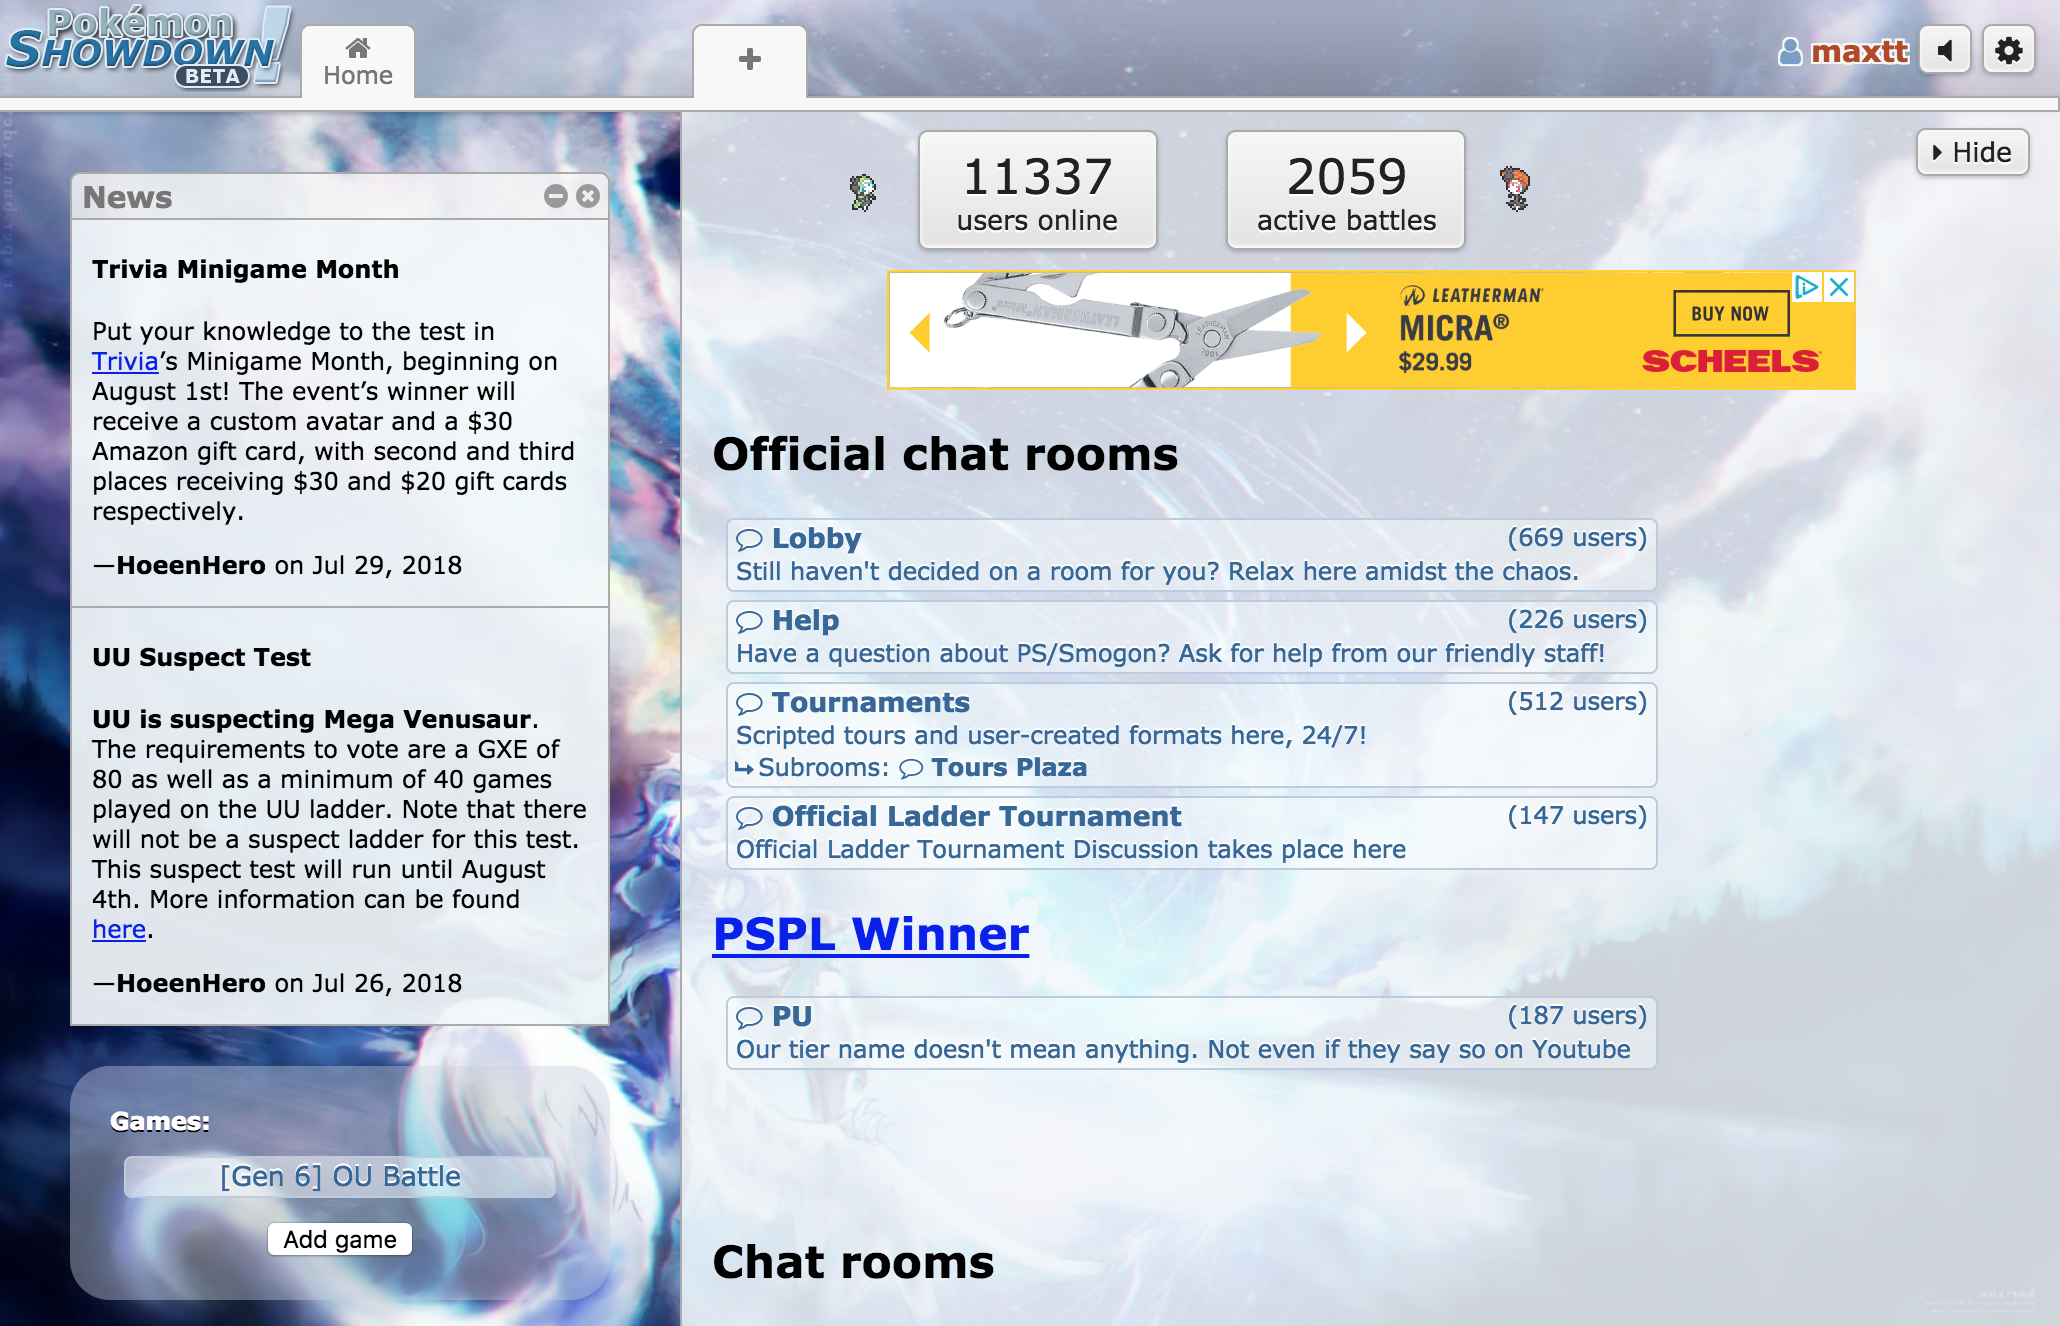 Pokémon
SHOWDOWN!
BETA
Home
maxtt
News
Trivia Minigame Month
Put your knowledge to the test in
Trivia’s Minigame Month, beginning on
August 1st! The event’s winner will
receive a custom avatar and a $30
Amazon gift card, with second and third
places receiving $30 and $20 gift cards
respectively.
—HoeenHero on Jul 29, 2018
UU Suspect Test
UU is suspecting Mega Venusaur.
The requirements to vote are a GXE of
80 as well as a minimum of 40 games
played on the UU ladder. Note that there
will not be a suspect ladder for this test.
This suspect test will run until August
4th. More information can be found
here.
—HoeenHero on Jul 26, 2018
Games:
[Gen 6] OU Battle
Add game
11337
users online
2059
active battles
Hide
LEATHERMAN
MICRA®
$29.99
BUY NOW
SCHEELS
Official chat rooms
Lobby (669 users)
Still haven't decided on a room for you? Relax here amidst the chaos.
Help (226 users)
Have a question about PS/Smogon? Ask for help from our friendly staff!
Tournaments (512 users)
Scripted tours and user-created formats here, 24/7!
Subrooms: Tours Plaza
Official Ladder Tournament (147 users)
Official Ladder Tournament Discussion takes place here
PSPL Winner
PU (187 users)
Our tier name doesn't mean anything. Not even if they say so on Youtube
Chat rooms